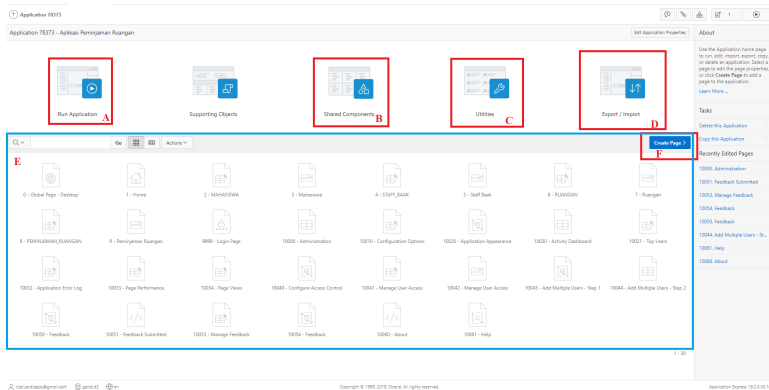 Application 78373
1
Application 78373 - Aplikasi Peminjaman Ruangan
Edit Application Properties
About
Use the Application home page
to run, edit, import, export, copy,
or delete an application. Select a
page to edit the page properties,
or click Create Page to add a
page to the application.
Learn More ...
Run Application
A
Supporting Objects
Shared Components
B
Utilities
C
Export / Import
D
Tasks
Delete this Application
Copy this Application
Go
Actions
Create Page
F
E
Recently Edited Pages
10000. Administration
10051. Feedback Submitted
10053. Manage Feedback
10054. Feedback
10050. Feedback
10044. Add Multiple Users - St...
10061. Help
10060. About
0 - Global Page - Desktop
1 - Home
2 - MAHASISWA
3 - Mahasiswa
4 - STAFF_BAAK
5 - Staff Baak
6 - RUANGAN
7 - Ruangan
8 - PEMINJAMAN_RUANGAN
9 - Peminjaman Ruangan
9999 - Login Page
10000 - Administration
10010 - Configuration Options
10020 - Application Appearance
10030 - Activity Dashboard
10031 - Top Users
10032 - Application Error Log
10033 - Page Performance
10034 - Page Views
10040 - Configure Access Control
10041 - Manage User Access
10042 - Manage User Access
10043 - Add Multiple Users - Step 1
10044 - Add Multiple Users - Step 2
10050 - Feedback
10051 - Feedback Submitted
10053 - Manage Feedback
10054 - Feedback
10060 - About
10061 - Help
1 - 30
en
Copyright © 1999, 2019, Oracle. All rights reserved.